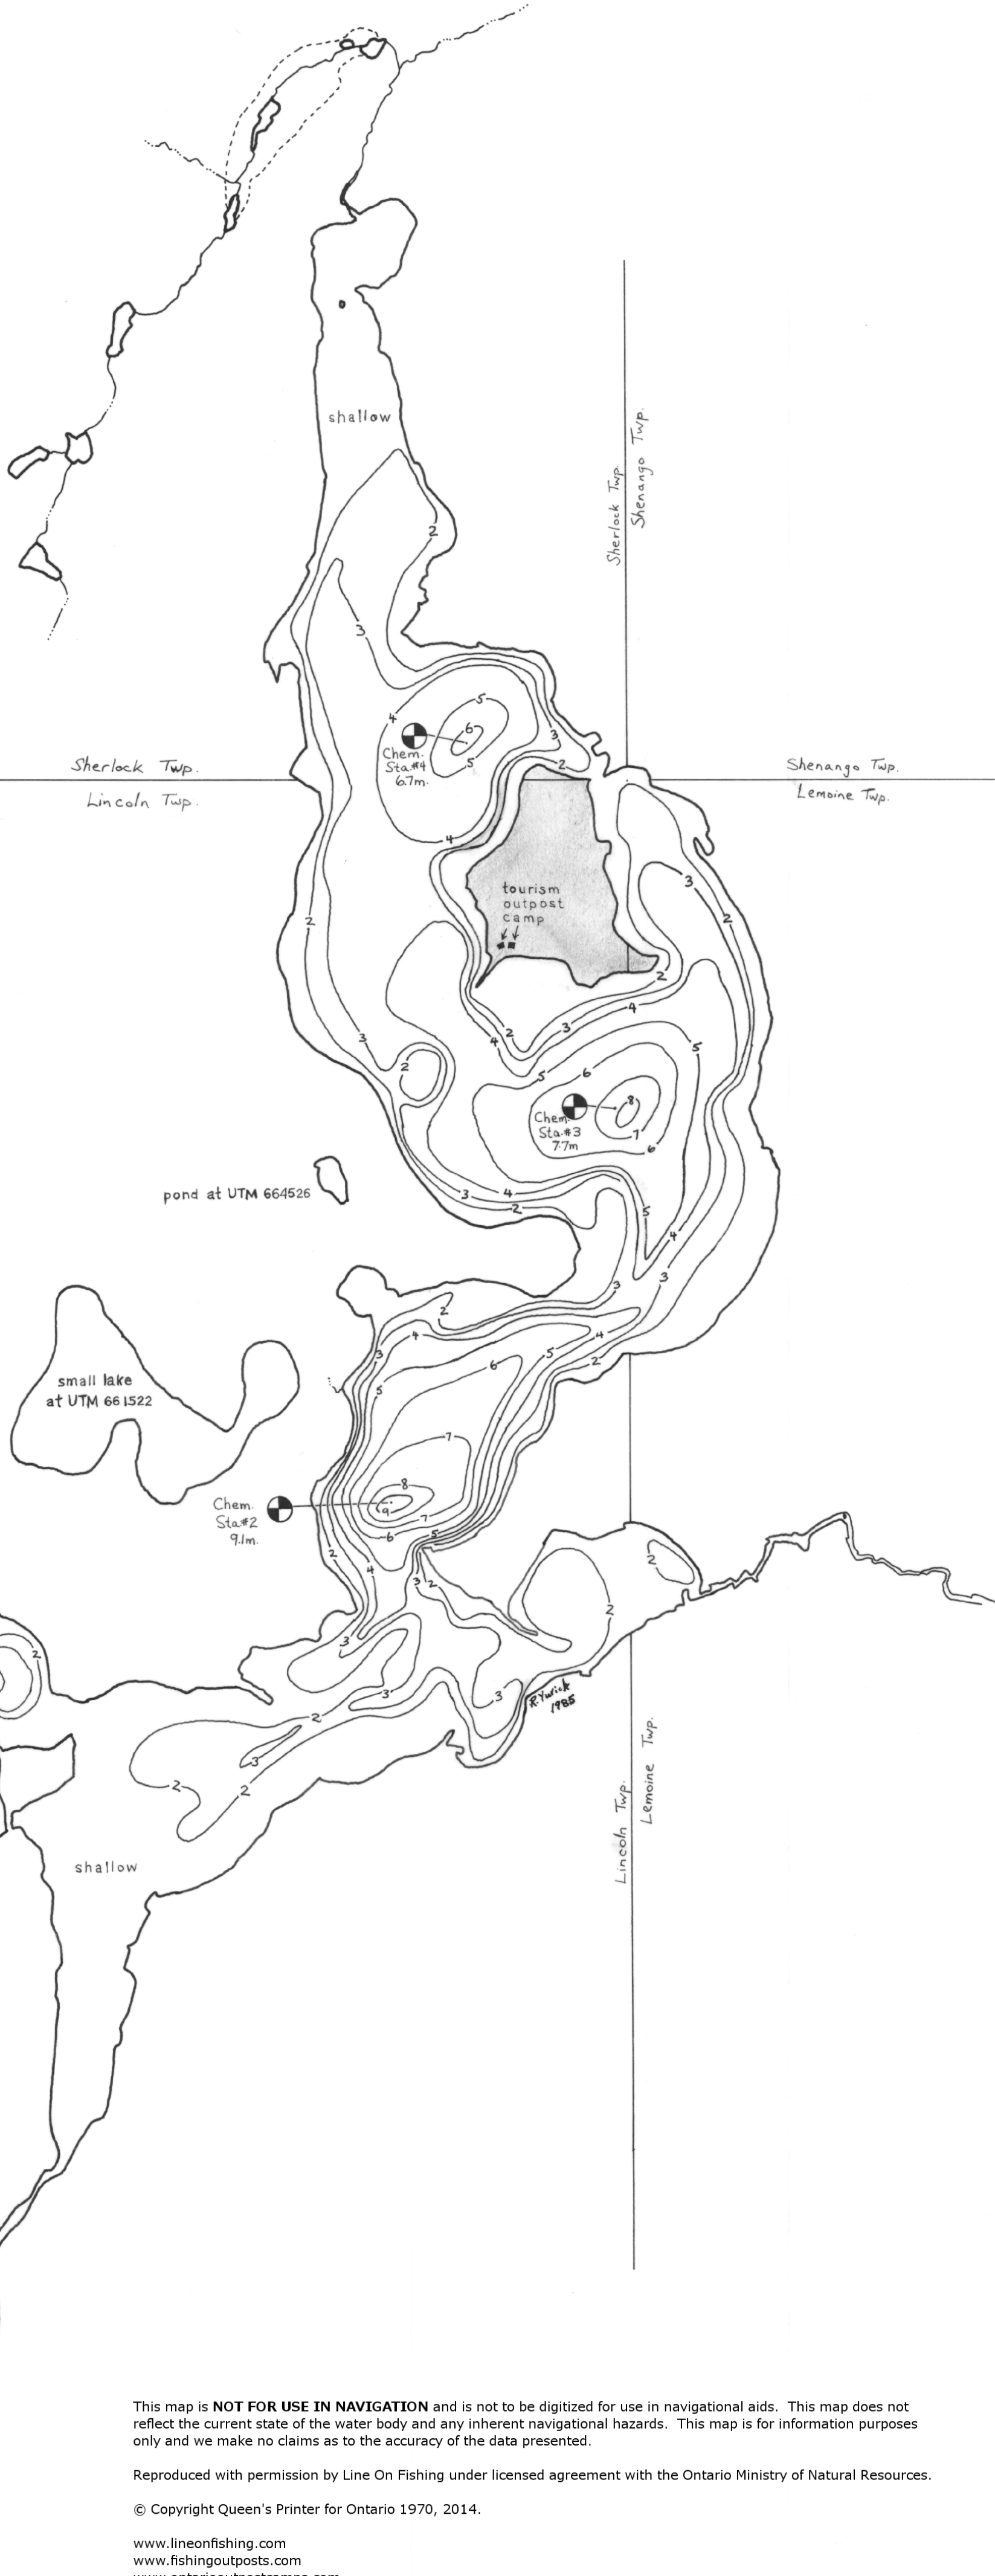 shallow
2
Sherlock Twp.
Shenango Twp.
3
5
4
6
Chem.
Sta.#4
6.7m.
5
3
2
Sherlock Twp.
Lincoln Twp.
Shenango Twp.
Lemoine Twp.
4
3
tourism
outpost
camp
2
2
2
3
4
2
3
4
5
2
5
6
8
Chem.
Sta.#3
7.7m
7
6
pond at UTM 664526
3
4
2
5
4
3
3
2
4
4
3
5
2
6
5
small lake
at UTM 661522
7
8
9
Chem.
Sta.#2
9.1m.
7
5
6
2
4
3
2
2
2
3
2
3
3
R. Yurick
1985
2
3
2
2
Lincoln Twp.
Lemoine Twp.
shallow
This map is NOT FOR USE IN NAVIGATION and is not to be digitized for use in navigational aids. This map does not
reflect the current state of the water body and any inherent navigational hazards. This map is for information purposes
only and we make no claims as to the accuracy of the data presented.
Reproduced with permission by Line On Fishing under licensed agreement with the Ontario Ministry of Natural Resources.
© Copyright Queen's Printer for Ontario 1970, 2014.
www.lineonfishing.com
www.fishingoutposts.com